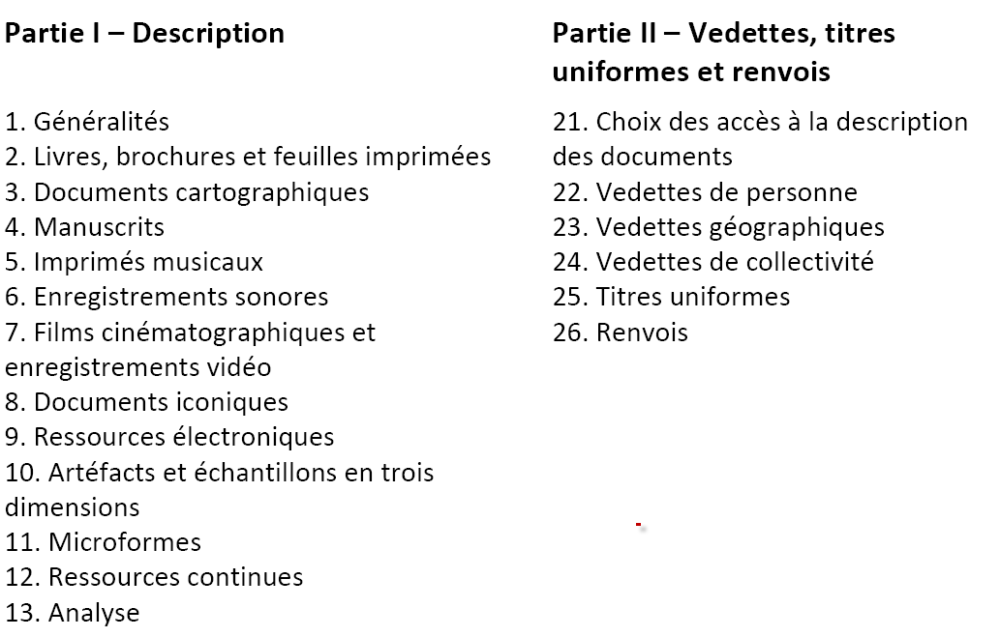 Partie I – Description
1. Généralités
2. Livres, brochures et feuilles imprimées
3. Documents cartographiques
4. Manuscrits
5. Imprimés musicaux
6. Enregistrements sonores
7. Films cinématographiques et
enregistrements vidéo
8. Documents iconiques
9. Ressources électroniques
10. Artéfacts et échantillons en trois
dimensions
11. Microformes
12. Ressources continues
13. Analyse
Partie II – Vedettes, titres
uniformes et renvois
21. Choix des accès à la description
des documents
22. Vedettes de personne
23. Vedettes géographiques
24. Vedettes de collectivité
25. Titres uniformes
26. Renvois